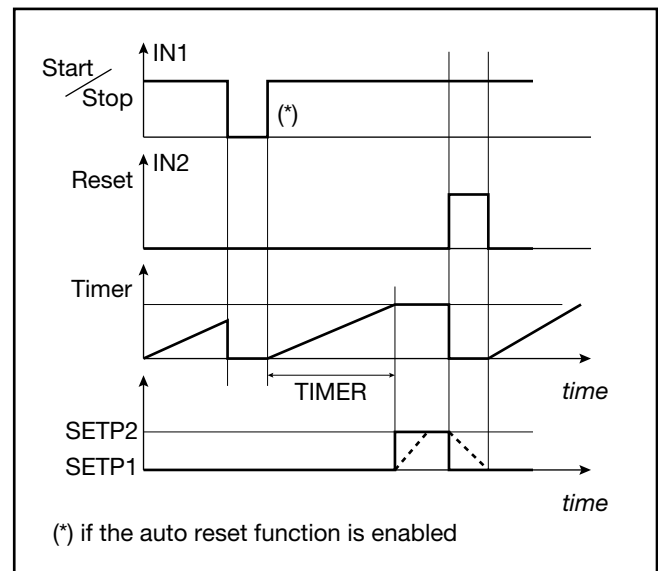 IN1
Start
Stop
(*)
IN2
Reset
Timer
TIMER
time
SETP2
SETP1
time
(*) if the auto reset function is enabled